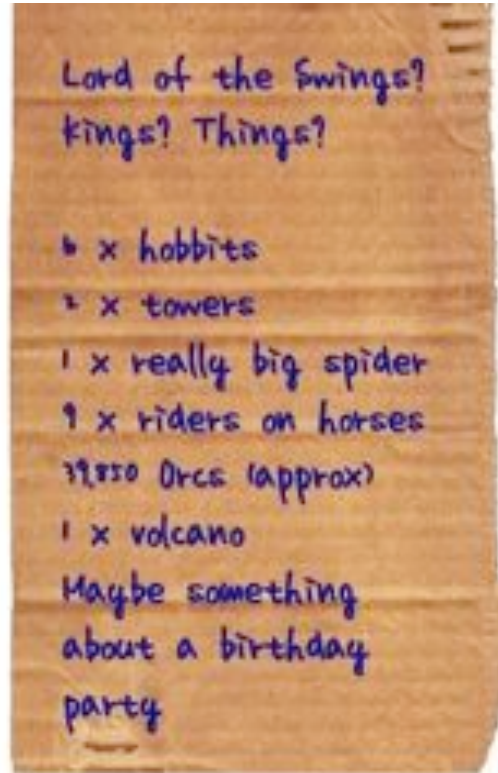 Lord of the Swings?
Kings? Things?
6 x hobbits
2 x towers
1 x really big spider
9 x riders on horses
39,850 Orcs (approx)
1 x volcano
Maybe something
about a birthday
party